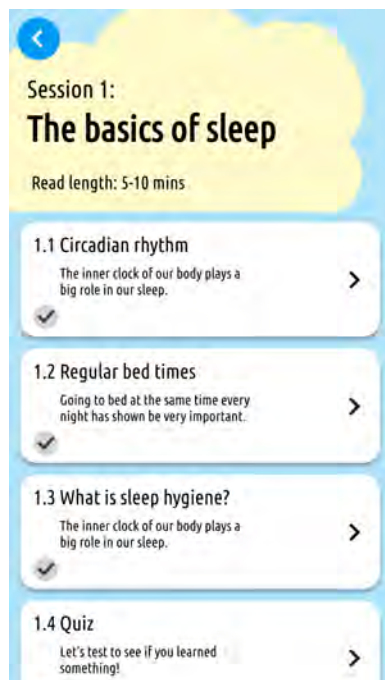 Session 1:
The basics of sleep
Read length: 5-10 mins
1.1 Circadian rhythm
The inner clock of our body plays a
big role in our sleep.
1.2 Regular bed times
Going to bed at the same time every
night has shown be very important.
1.3 What is sleep hygiene?
The inner clock of our body plays a
big role in our sleep.
1.4 Quiz
Let's test to see if you learned
something!